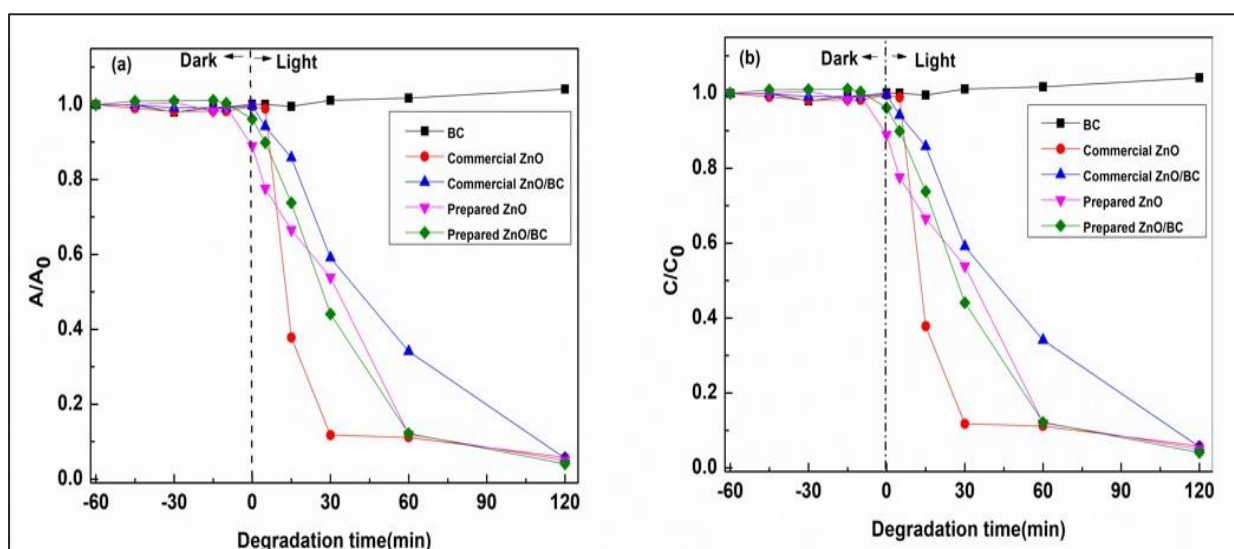 (a)
Dark
Light
BC
Commercial ZnO
Commercial ZnO/BC
Prepared ZnO
Prepared ZnO/BC
A/A0
1.0
0.8
0.6
0.4
0.2
0.0
-60
-30
0
30
60
90
120
Degradation time(min)
(b)
Dark
Light
BC
Commercial ZnO
Commercial ZnO/BC
Prepared ZnO
Prepared ZnO/BC
C/C0
1.0
0.8
0.6
0.4
0.2
0.0
-60
-30
0
30
60
90
120
Degradation time(min)